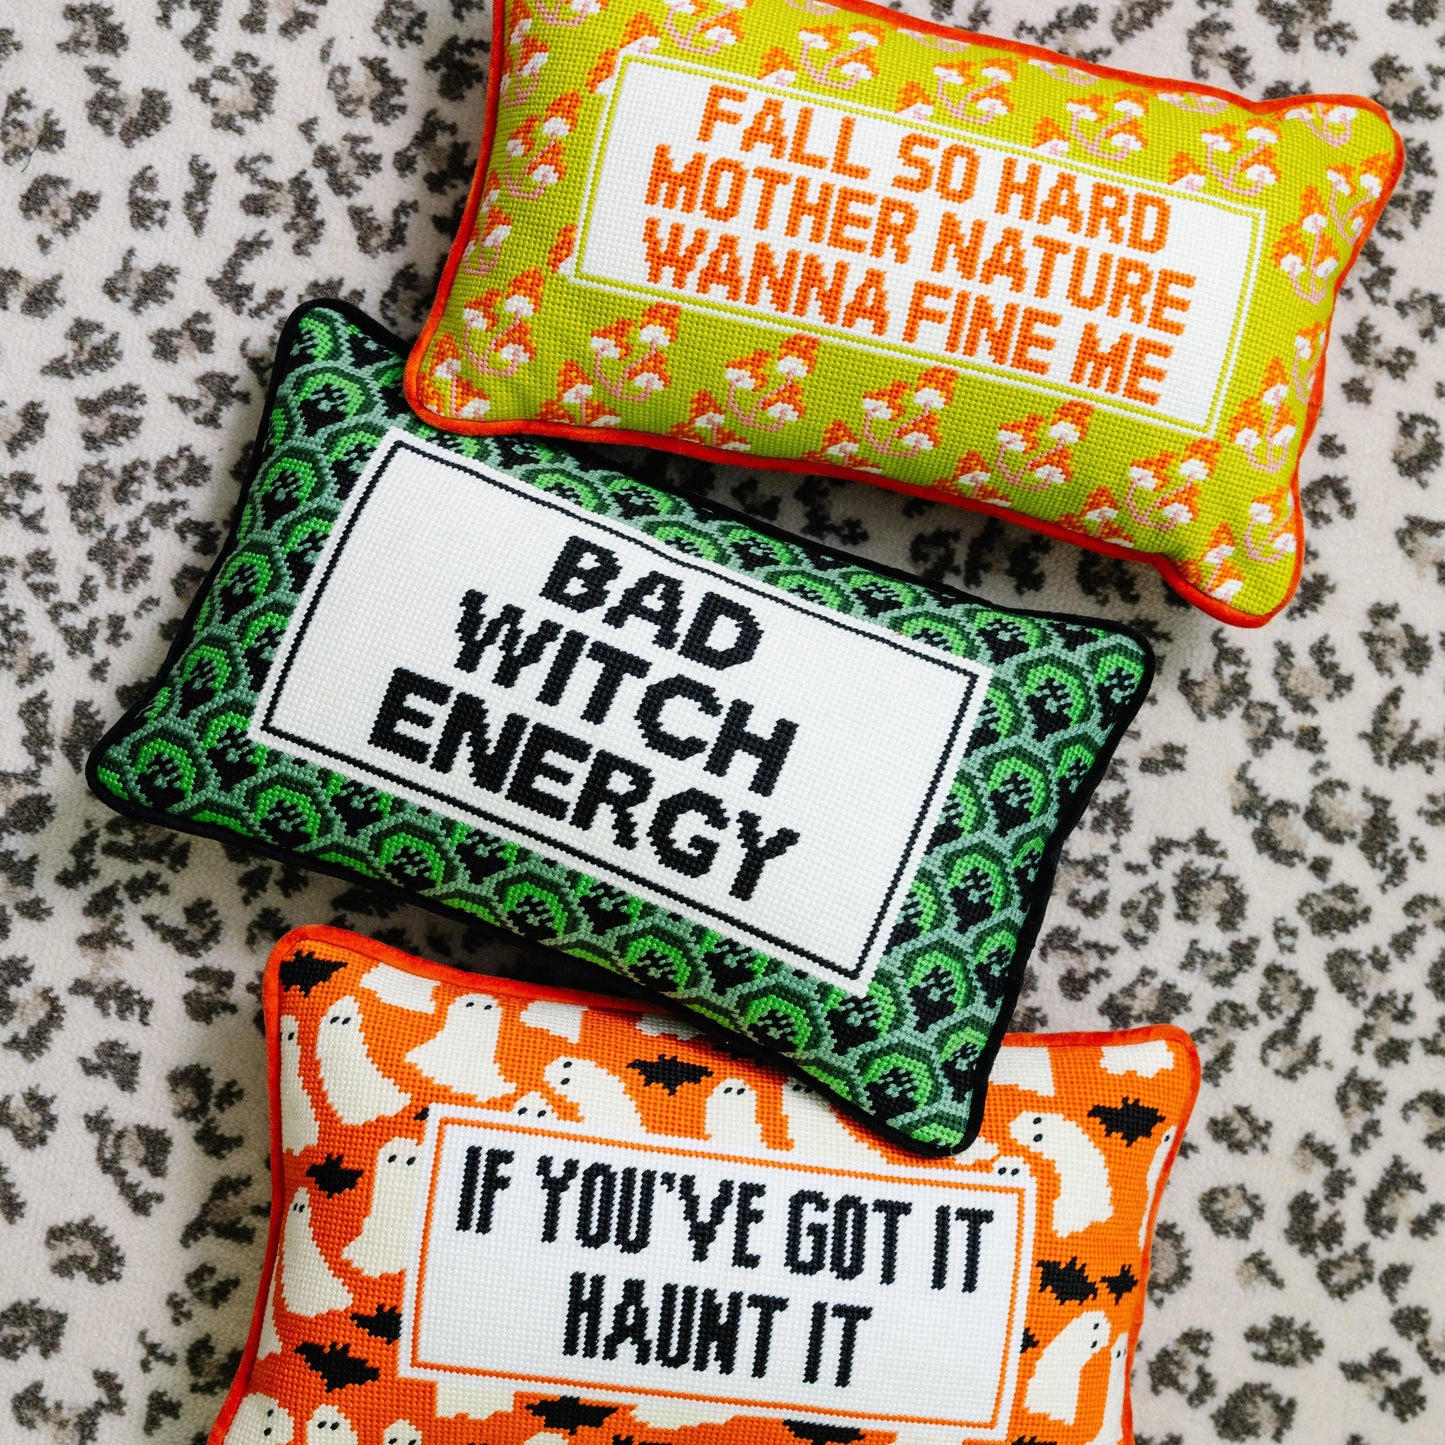 FALL SO HARD
MOTHER NATURE
WANNA FINE ME
BAD
WITCH
ENERGY
IF YOU'VE GOT IT
HAUNT IT